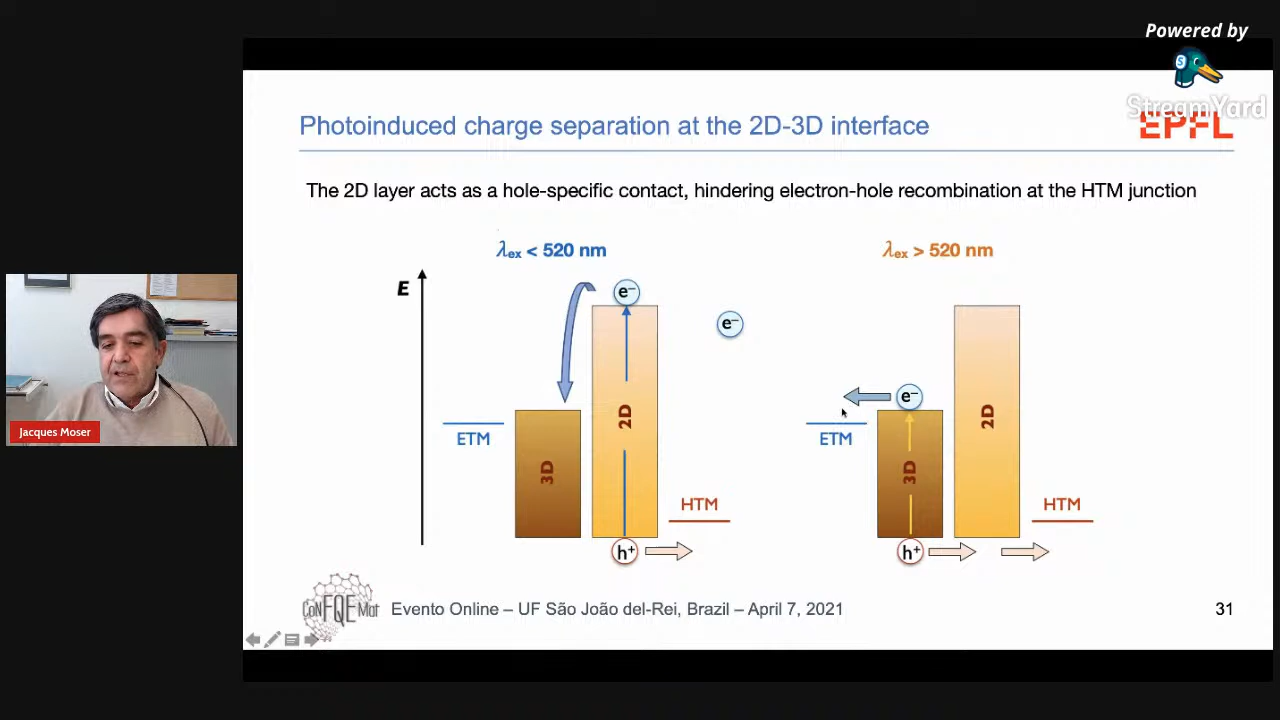 Powered by
StreamYard
EPFL
Photoinduced charge separation at the 2D-3D interface
The 2D layer acts as a hole-specific contact, hindering electron-hole recombination at the HTM junction
λex < 520 nm
λex > 520 nm
E
e⁻
e⁻
e⁻
ETM
3D
2D
HTM
h⁺
ETM
3D
2D
HTM
h⁺
Jacques Moser
CoNFQEMat
Evento Online – UF São João del-Rei, Brazil – April 7, 2021
31